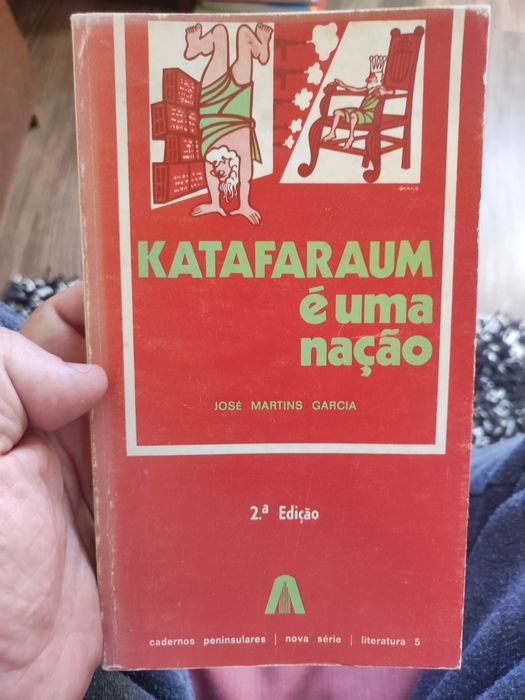 KATAFARAUM
é uma
nação
JOSÉ MARTINS GARCIA
2.ª Edição
cadernos peninsulares | nova série | literatura 5